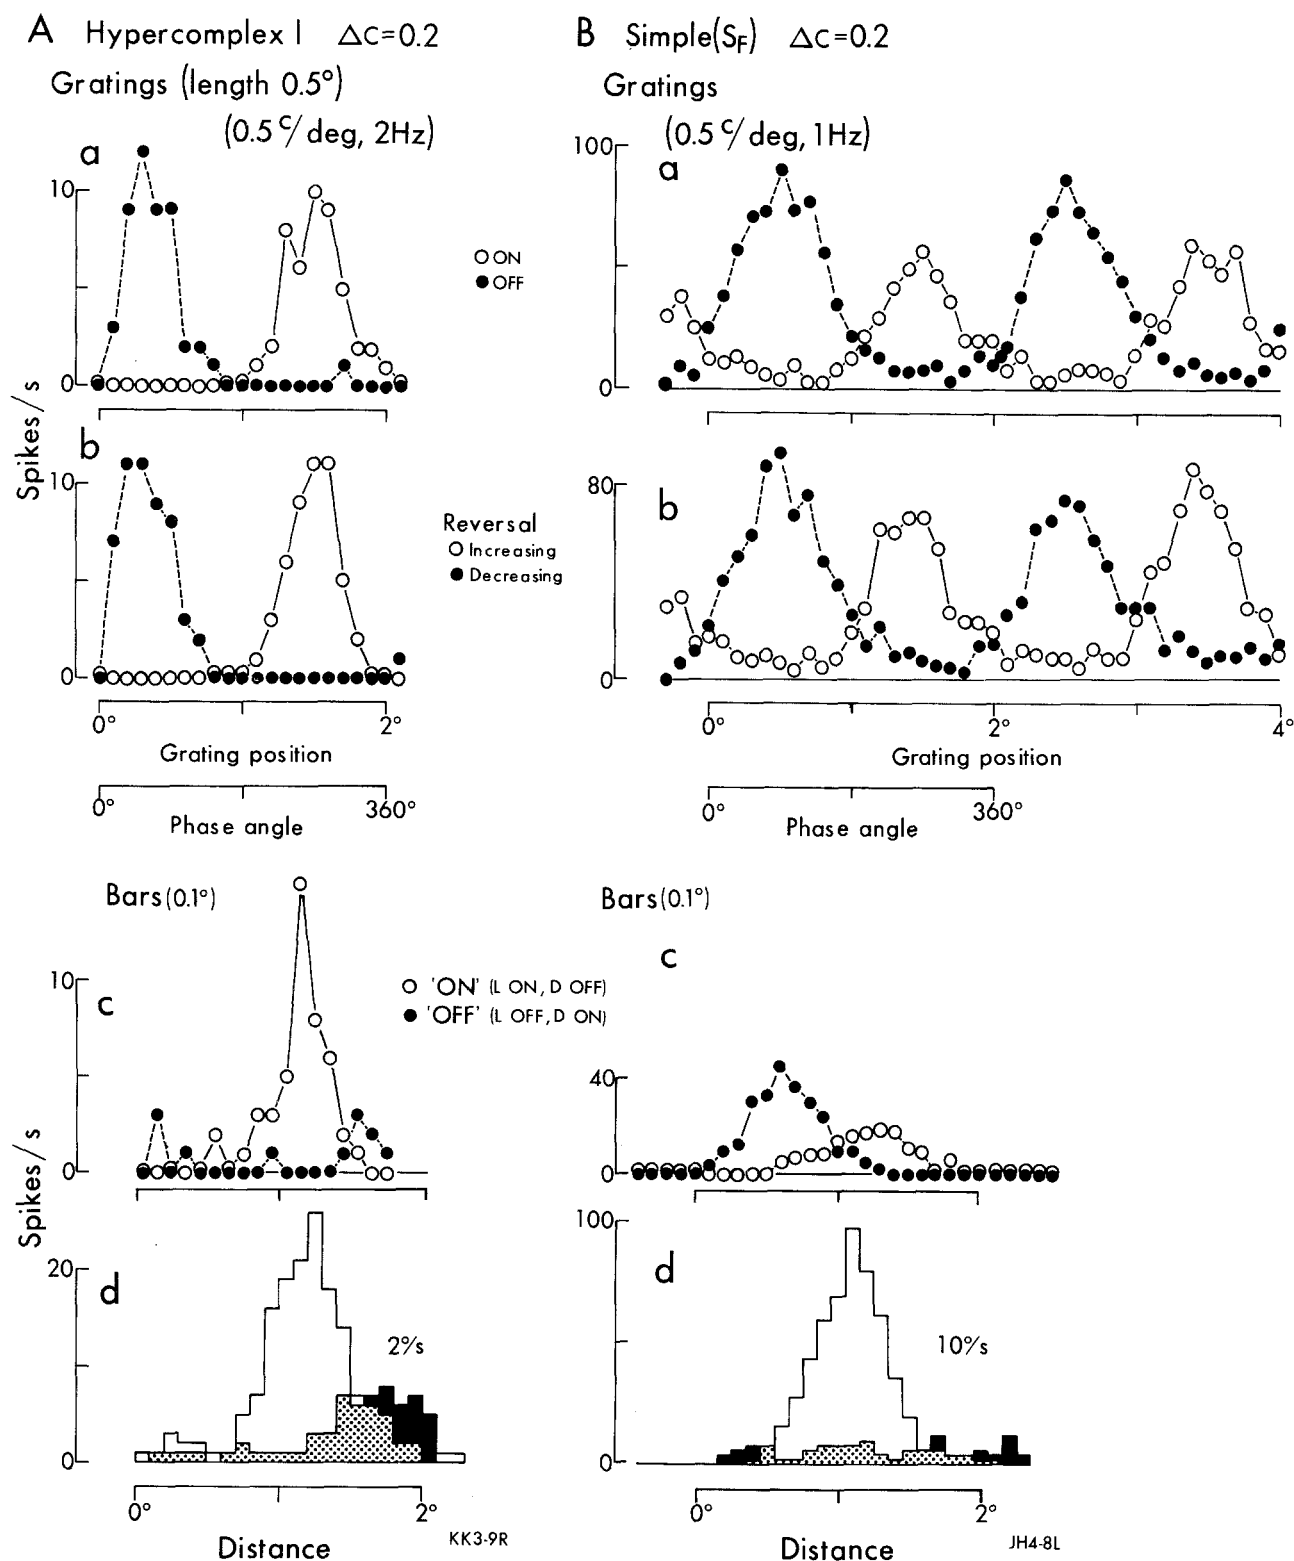 A Hypercomplex I ΔC=0.2
Gratings (length 0.5°)
(0.5 c/deg, 2Hz)
a
10
0
ON
OFF
b
10
0
Spikes/s
Reversal
Increasing
Decreasing
0° 2°
Grating position
0° 360°
Phase angle
Bars (0.1°)
c
10
0
'ON' (L ON, D OFF)
'OFF' (L OFF, D ON)
Spikes/s
d
20
0
2°/s
0° 2°
Distance
KK3-9R
B Simple(SF) ΔC=0.2
Gratings
(0.5 c/deg, 1Hz)
a
100
0
b
80
0
0° 2° 4°
Grating position
0° 360°
Phase angle
Bars (0.1°)
c
40
0
d
100
0
10°/s
0° 2°
Distance
JH4-8L